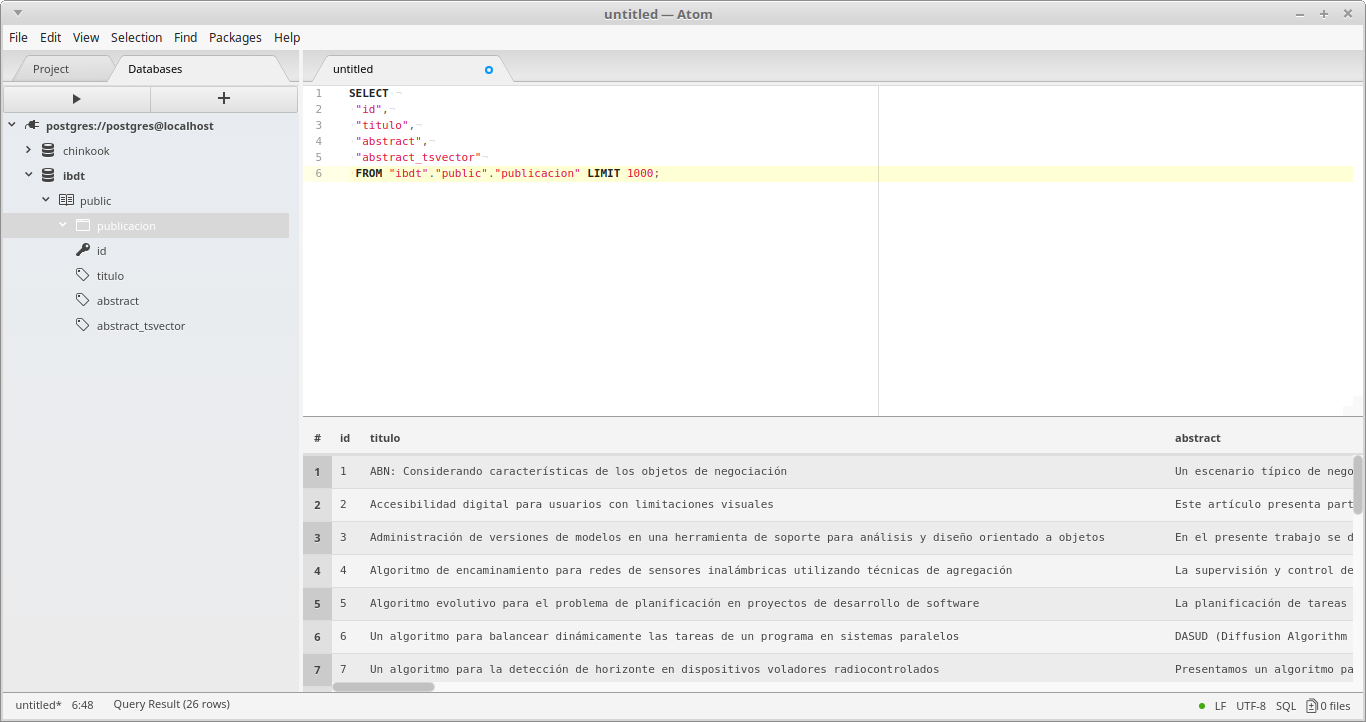 untitled — Atom
File Edit View Selection Find Packages Help
Project Databases
untitled
postgres://postgres@localhost
chinkook
ibdt
public
publicacion
id
titulo
abstract
abstract_tsvector
1 SELECT
2 "id",
3 "titulo",
4 "abstract",
5 "abstract_tsvector"
6 FROM "ibdt"."public"."publicacion" LIMIT 1000;
# id titulo abstract
1 1 ABN: Considerando características de los objetos de negociación Un escenario típico de nego
2 2 Accesibilidad digital para usuarios con limitaciones visuales Este artículo presenta part
3 3 Administración de versiones de modelos en una herramienta de soporte para análisis y diseño orientado a objetos En el presente trabajo se d
4 4 Algoritmo de encaminamiento para redes de sensores inalámbricas utilizando técnicas de agregación La supervisión y control de
5 5 Algoritmo evolutivo para el problema de planificación en proyectos de desarrollo de software La planificación de tareas
6 6 Un algoritmo para balancear dinámicamente las tareas de un programa en sistemas paralelos DASUD (Diffusion Algorithm
7 7 Un algoritmo para la detección de horizonte en dispositivos voladores radiocontrolados Presentamos un algoritmo pa
untitled* 6:48 Query Result (26 rows) LF UTF-8 SQL 0 files